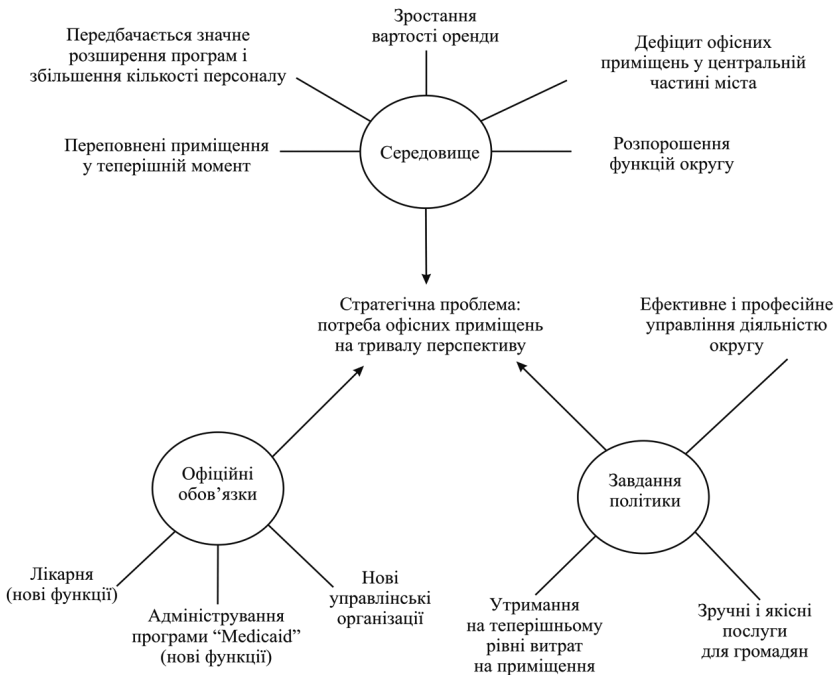 Зростання
вартості оренди
Передбачається значне
розширення програм і
збільшення кількості персоналу
Дефіцит офісних
приміщень у центральній
частині міста
Переповнені приміщення
у теперішній момент
Середовище
Розпорошення
функцій округу
Стратегічна проблема:
потреба офісних приміщень
на тривалу перспективу
Ефективне і професійне
управління діяльністю
округу
Офіційні
обов’язки
Завдання
політики
Лікарня
(нові функції)
Адміністрування
програми “Medicaid”
(нові функції)
Нові
управлінські
організації
Утримання
на теперішньому
рівні витрат
на приміщення
Зручні і якісні
послуги
для громадян